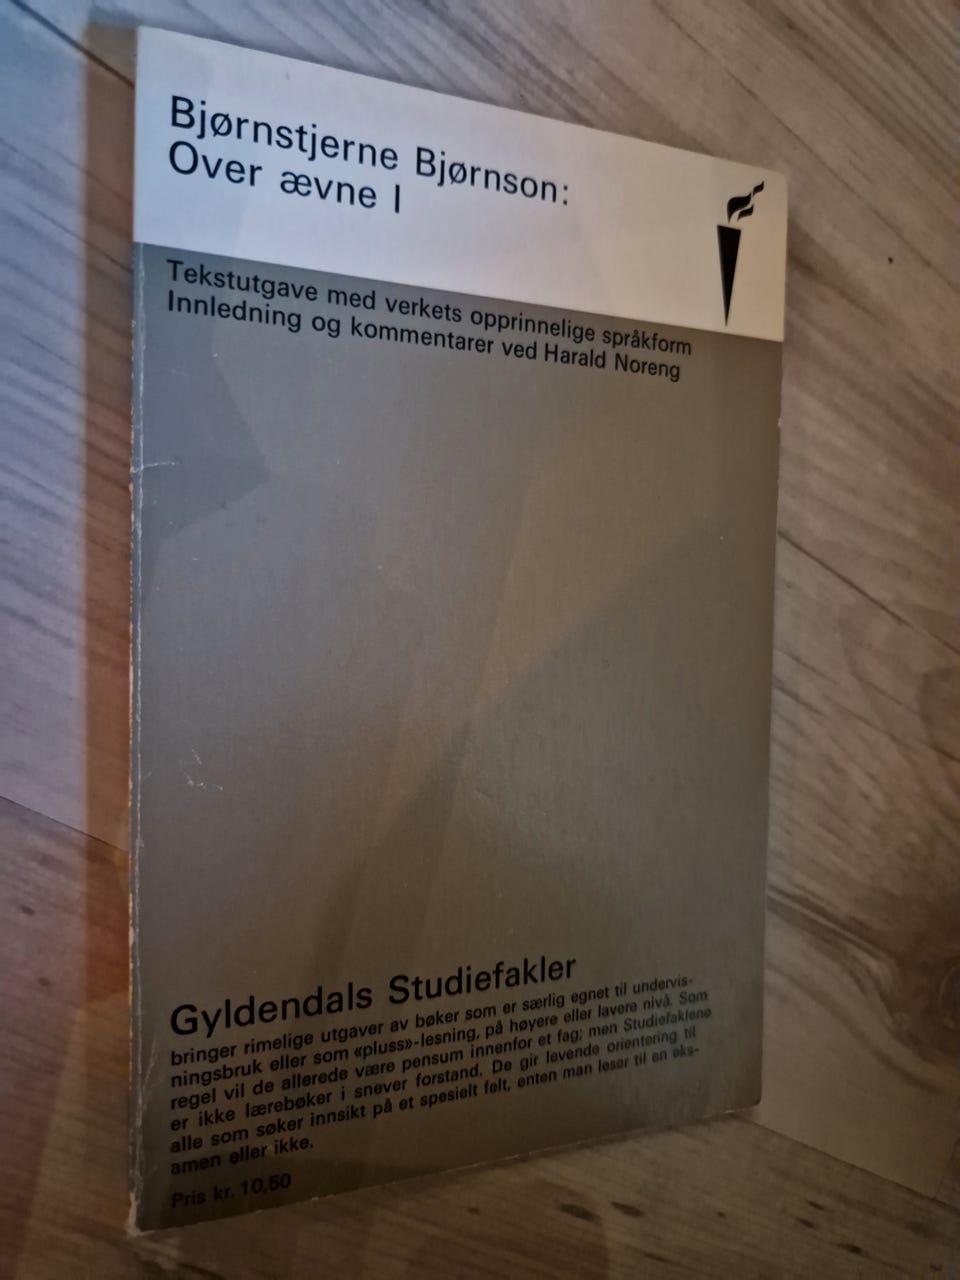 Bjørnstjerne Bjørnson:
Over ævne I
Tekstutgave med verkets opprinnelige språkform
Innledning og kommentarer ved Harald Noreng
Gyldendals Studiefakler
bringer rimelige utgaver av bøker som er særlig egnet til undervis-
ningsbruk eller som «pluss»-lesning, på høyere eller lavere nivå. Som
regel vil de allerede være pensum innenfor et fag; men Studiefaklene
er ikke lærebøker i snever forstand. De gir levende orientering til
alle som søker innsikt på et spesielt felt, enten man leser til en eks-
amen eller ikke.
Pris kr. 10,50